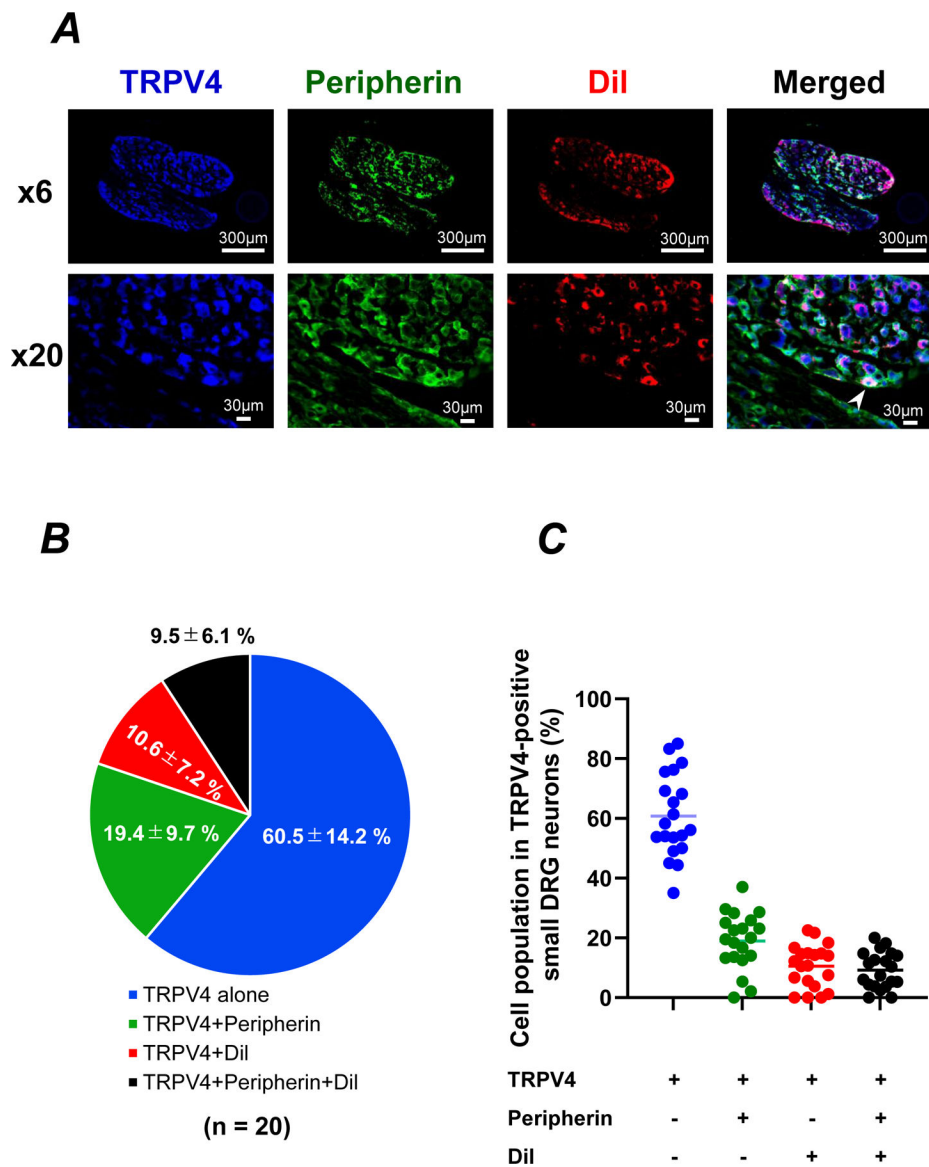 A
TRPV4 Peripherin Dil Merged
x6
300μm 300μm 300μm 300μm
x20
30μm 30μm 30μm 30μm
B
9.5±6.1 %
10.6±7.2 %
19.4±9.7 %
60.5±14.2 %
TRPV4 alone
TRPV4+Peripherin
TRPV4+Dil
TRPV4+Peripherin+Dil
(n = 20)
C
Cell population in TRPV4-positive
small DRG neurons (%)
100
80
60
40
20
0
TRPV4 + + + +
Peripherin - + - +
Dil - - + +